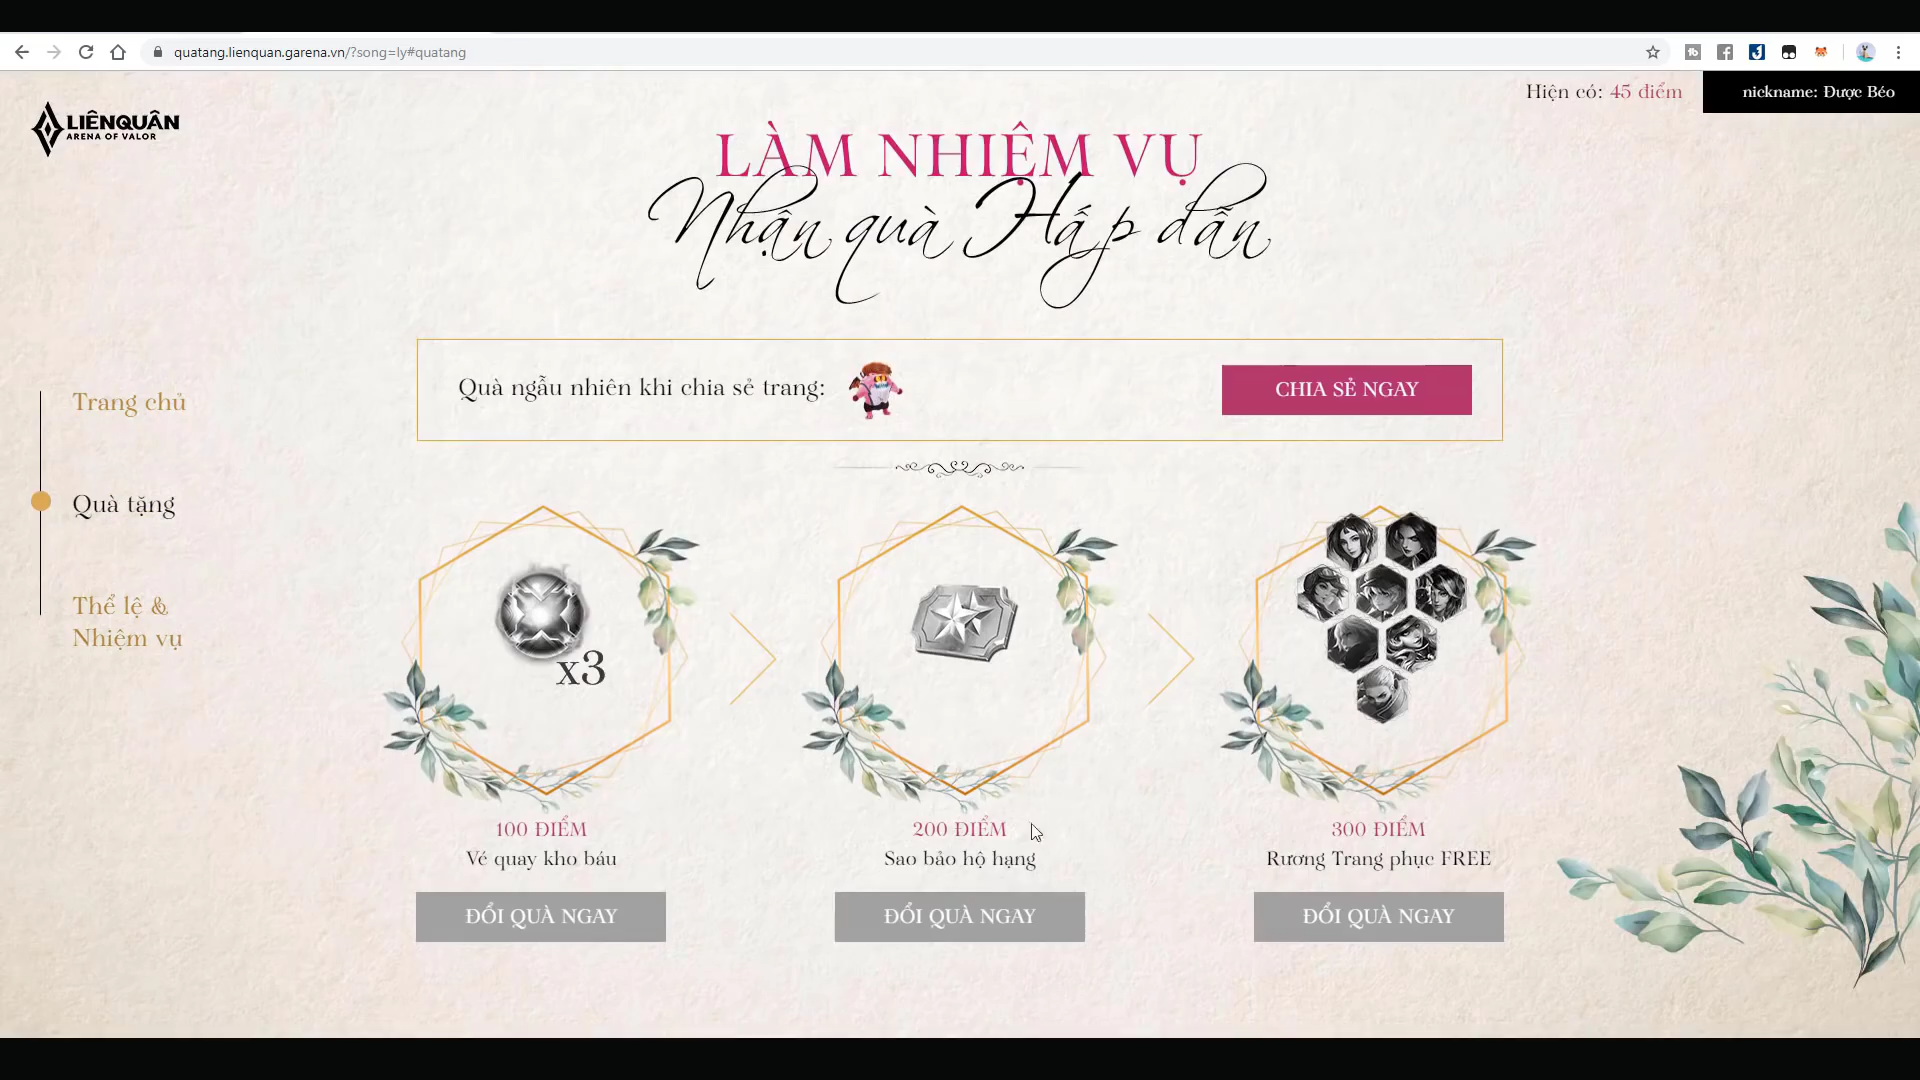 quatang.lienquan.garena.vn/?song=ly#quatang
Hiện có: 45 điểm
nickname: Được Béo
LIÊNQUÂN
ARENA OF VALOR
LÀM NHIỆM VỤ
Nhận quà Hấp dẫn
Quà ngẫu nhiên khi chia sẻ trang:
CHIA SẺ NGAY
Trang chủ
Quà tặng
Thể lệ &
Nhiệm vụ
x3
100 ĐIỂM
Vé quay kho báu
ĐỔI QUÀ NGAY
200 ĐIỂM
Sao bảo hộ hạng
ĐỔI QUÀ NGAY
300 ĐIỂM
Rương Trang phục FREE
ĐỔI QUÀ NGAY